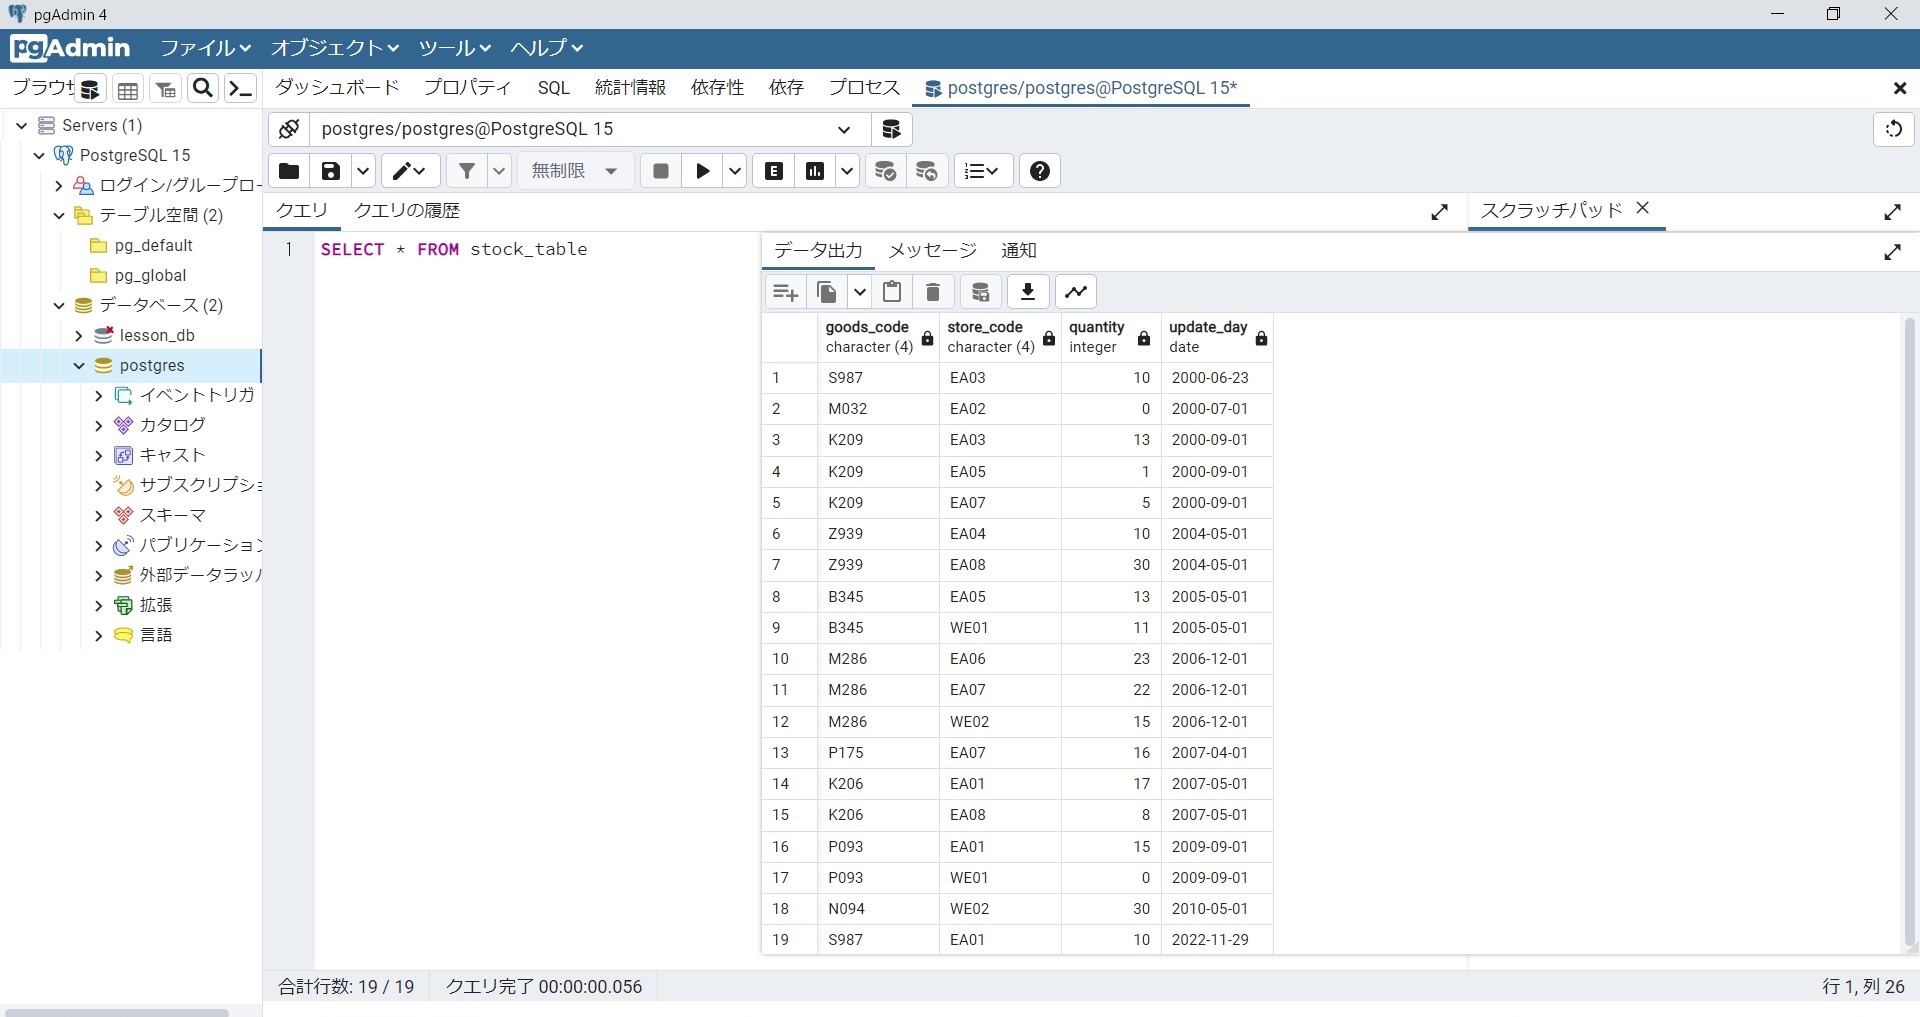 pgAdmin 4
pgAdmin ファイル オブジェクト ツール ヘルプ
ブラウザ ダッシュボード プロパティ SQL 統計情報 依存性 依存 プロセス postgres/postgres@PostgreSQL 15*
Servers (1)
PostgreSQL 15
ログイン/グループロー
テーブル空間 (2)
pg_default
pg_global
データベース (2)
lesson_db
postgres
イベントトリガ
カタログ
キャスト
サブスクリプショ
スキーマ
パブリケーション
外部データラッパ
拡張
言語
postgres/postgres@PostgreSQL 15
無制限
E
クエリ クエリの履歴
スクラッチパッド
1 SELECT * FROM stock_table
データ出力 メッセージ 通知
goods_code store_code quantity update_day
character (4) character (4) integer date
1 S987 EA03 10 2000-06-23
2 M032 EA02 0 2000-07-01
3 K209 EA03 13 2000-09-01
4 K209 EA05 1 2000-09-01
5 K209 EA07 5 2000-09-01
6 Z939 EA04 10 2004-05-01
7 Z939 EA08 30 2004-05-01
8 B345 EA05 13 2005-05-01
9 B345 WE01 11 2005-05-01
10 M286 EA06 23 2006-12-01
11 M286 EA07 22 2006-12-01
12 M286 WE02 15 2006-12-01
13 P175 EA07 16 2007-04-01
14 K206 EA01 17 2007-05-01
15 K206 EA08 8 2007-05-01
16 P093 EA01 15 2009-09-01
17 P093 WE01 0 2009-09-01
18 N094 WE02 30 2010-05-01
19 S987 EA01 10 2022-11-29
合計行数: 19 / 19 クエリ完了 00:00:00.056 行 1, 列 26